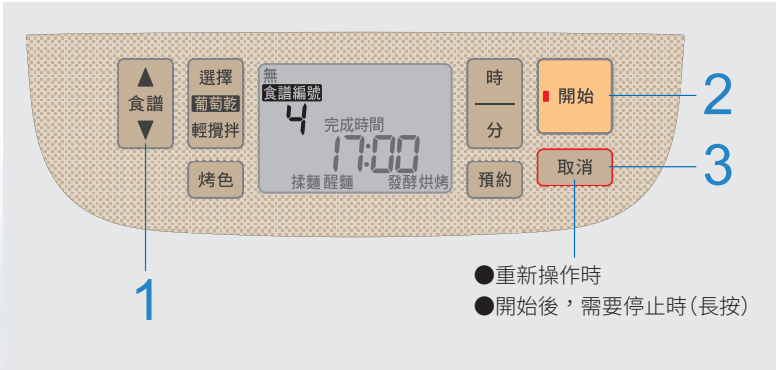 ▲
食譜
▼
選擇
葡萄乾
輕攪拌
烤色
無
食譜編號
4
完成時間
17:00
揉麵 醒麵 發酵 烘烤
時
分
預約
開始
取消
1
2
3
●重新操作時
●開始後，需要停止時(長按)